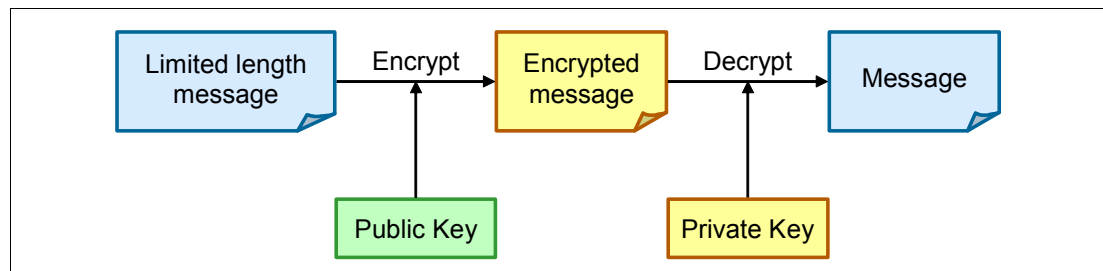 Limited length
message
Encrypt
Encrypted
message
Decrypt
Message
Public Key
Private Key